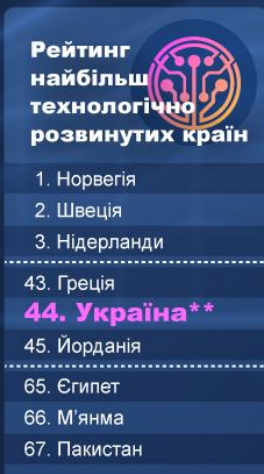 Рейтинг
найбільш
технологічно
розвинутих країн
1. Норвегія
2. Швеція
3. Нідерланди
43. Греція
44. Україна**
45. Йорданія
65. Єгипет
66. М'янма
67. Пакистан